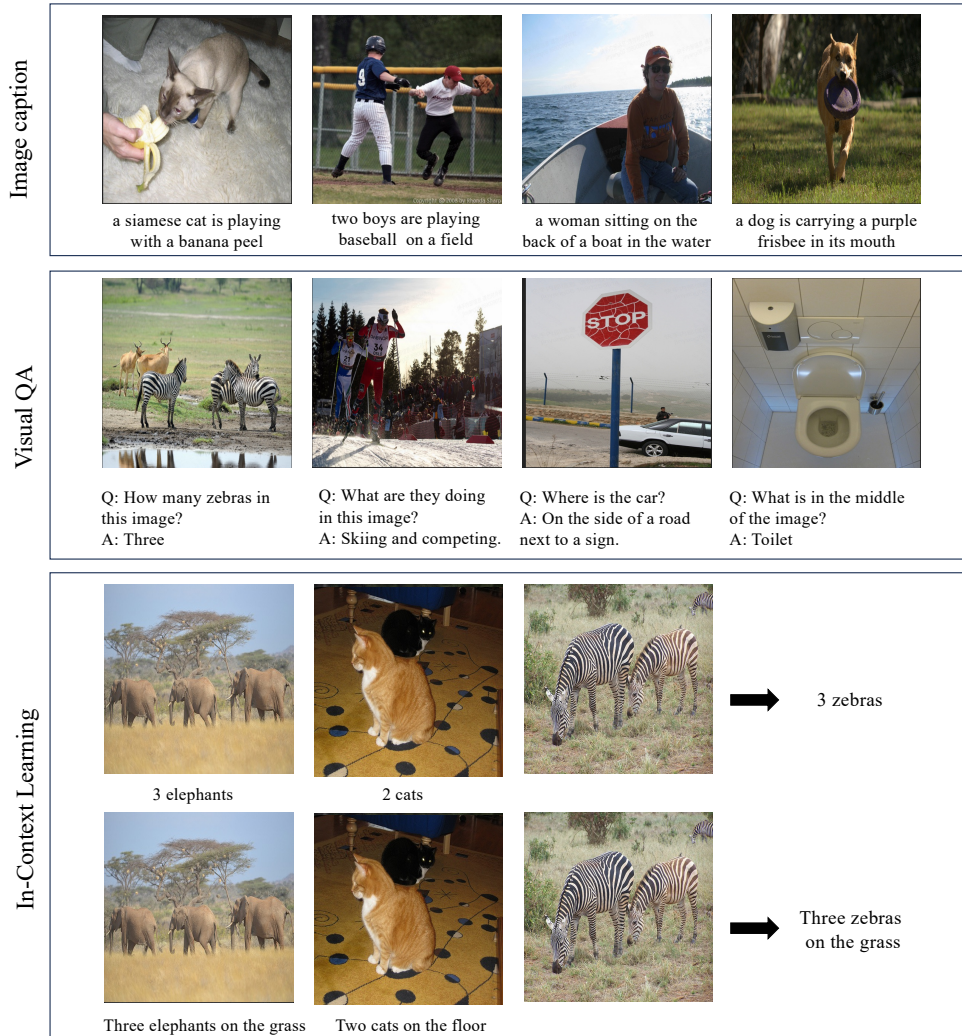 Image caption
a siamese cat is playing
with a banana peel
two boys are playing
baseball on a field
a woman sitting on the
back of a boat in the water
a dog is carrying a purple
frisbee in its mouth
Visual QA
9
21
34
STOP
Q: How many zebras in
this image?
A: Three
Q: What are they doing
in this image?
A: Skiing and competing.
Q: Where is the car?
A: On the side of a road
next to a sign.
Q: What is in the middle
of the image?
A: Toilet
In-Context Learning
3 elephants
2 cats
3 zebras
Three elephants on the grass
Two cats on the floor
Three zebras
on the grass